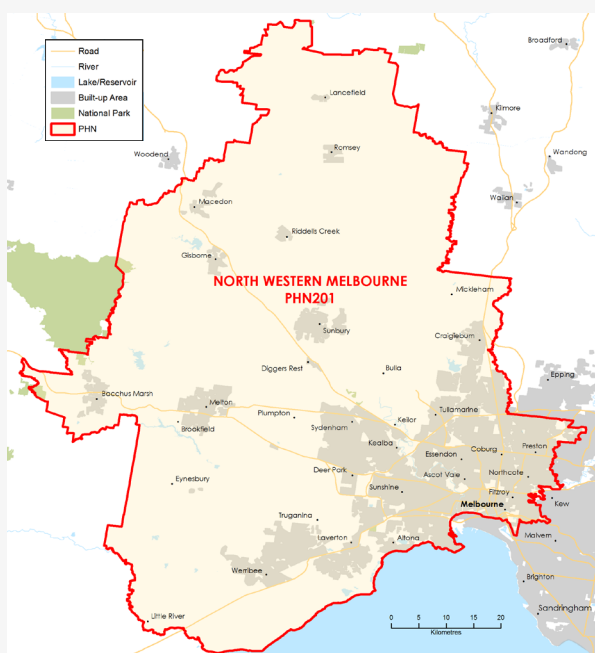 Road
River
Lake/Reservoir
Built-up Area
National Park
PHN
Broadford
Lancefield
Kilmore
Romsey
Woodend
Wandong
Wallan
Macedon
Riddells Creek
Gisborne
NORTH WESTERN MELBOURNE
PHN201
Mickleham
Sunbury
Craigieburn
Diggers Rest
Bulla
Epping
Bacchus Marsh
Melton
Plumpton
Tullamarine
Brookfield
Sydenham
Keilor
Kealba
Coburg
Preston
Essendon
Deer Park
Ascot Vale
Northcote
Eynesbury
Sunshine
Fitzroy
Kew
Melbourne
Truganina
Laverton
Altona
Malvern
Werribee
Brighton
Sandringham
Little River
0 5 10 15 20
Kilometres